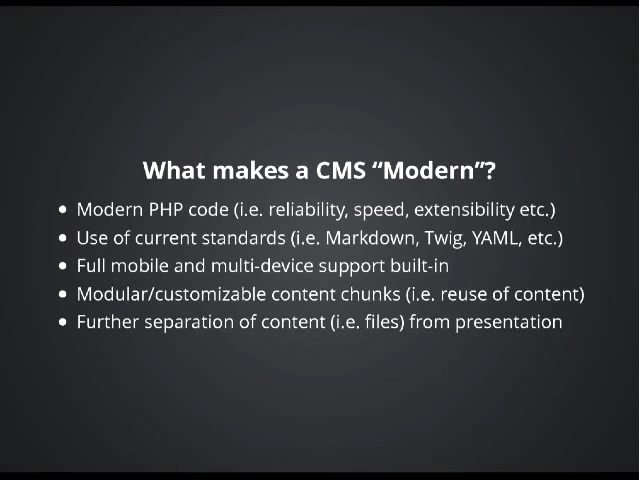 What makes a CMS “Modern”?
• Modern PHP code (i.e. reliability, speed, extensibility etc.)
• Use of current standards (i.e. Markdown, Twig, YAML, etc.)
• Full mobile and multi-device support built-in
• Modular/customizable content chunks (i.e. reuse of content)
• Further separation of content (i.e. files) from presentation